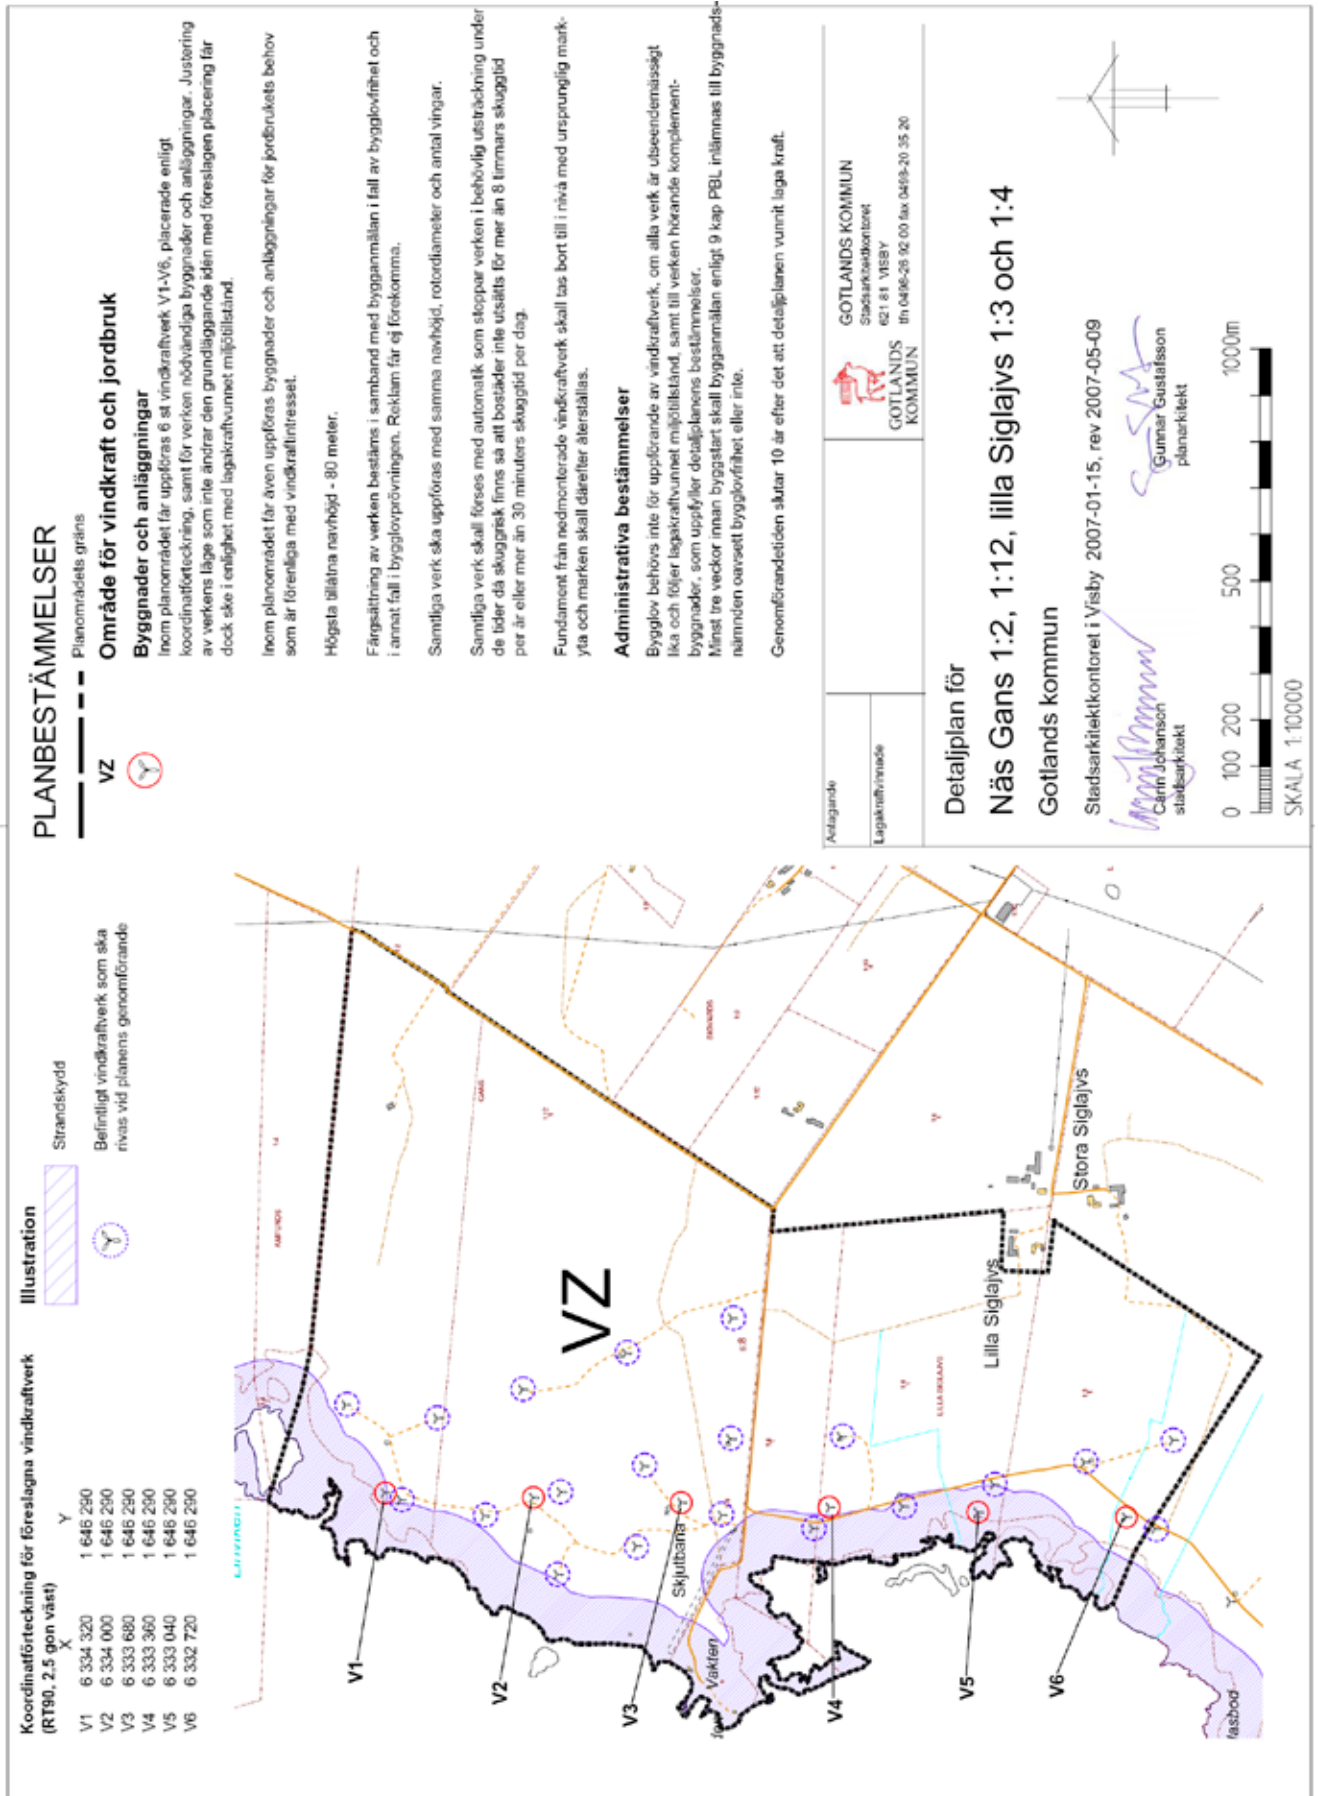 Koordinatförteckning för föreslagna vindkraftverk
(RT90, 2,5 gon väst)
X Y
V1 6 334 320 1 646 290
V2 6 334 000 1 646 290
V3 6 333 680 1 646 290
V4 6 333 360 1 646 290
V5 6 333 040 1 646 290
V6 6 332 720 1 646 290
Illustration
Strandskydd
Befintligt vindkraftverk som ska
rivas vid planens genomförande
V1
V2
V3
V4
V5
V6
Skjutbana
Vakten
VZ
Lilla Siglajvs
Stora Siglajvs
GANS
LILLA SIGLAJVS
PLANBESTÄMMELSER
Planområdets gräns
VZ Område för vindkraft och jordbruk
Byggnader och anläggningar
Inom planområdet får uppföras 6 st vindkraftverk V1-V6, placerade enligt
koordinatförteckning, samt för verken nödvändiga byggnader och anläggningar. Justering
av verkens läge som inte ändrar den grundläggande idén med föreslagen placering får
dock ske i enlighet med lagakraftvunnet miljötillstånd.
Inom planområdet får även uppföras byggnader och anläggningar för jordbrukets behov
som är förenliga med vindkraftintresset.
Högsta tillåtna navhöjd - 80 meter.
Färgsättning av verken bestäms i samband med bygganmälan i fall av bygglovfrihet och
i annat fall i bygglovprövningen. Reklam får ej förekomma.
Samtliga verk ska uppföras med samma navhöjd, rotordiameter och antal vingar.
Samtliga verk skall förses med automatik som stoppar verken i behövlig utsträckning under
de tider då skuggrisk finns så att bostäder inte utsätts för mer än 8 timmars skuggtid
per år eller mer än 30 minuters skuggtid per dag.
Fundament från nedmonterade vindkraftverk skall tas bort till i nivå med ursprunglig mark-
yta och marken skall därefter återställas.
Administrativa bestämmelser
Bygglov behövs inte för uppförande av vindkraftverk, om alla verk är utseendemässigt
lika och följer lagakraftvunnet miljötillstånd, samt till verken hörande komplement-
byggnader, som uppfyller detaljplanens bestämmelser.
Minst tre veckor innan byggstart skall bygganmälan enligt 9 kap PBL inlämnas till byggnads-
nämnden oavsett bygglovfrihet eller inte.
Genomförandetiden slutar 10 år efter det att detaljplanen vunnit laga kraft.
Antagande
Lagakraftvinnade
GOTLANDS
KOMMUN
GOTLANDS KOMMUN
Stadsarkitektkontoret
621 81 VISBY
tfn 0498-26 92 00 fax 0498-20 35 20
Detaljplan för
Näs Gans 1:2, 1:12, lilla Siglajvs 1:3 och 1:4
Gotlands kommun
Stadsarkitektkontoret i Visby 2007-01-15, rev 2007-05-09
Carin Johanson
stadsarkitekt
Gunnar Gustafsson
planarkitekt
0 100 200 500 1000m
SKALA 1:10000